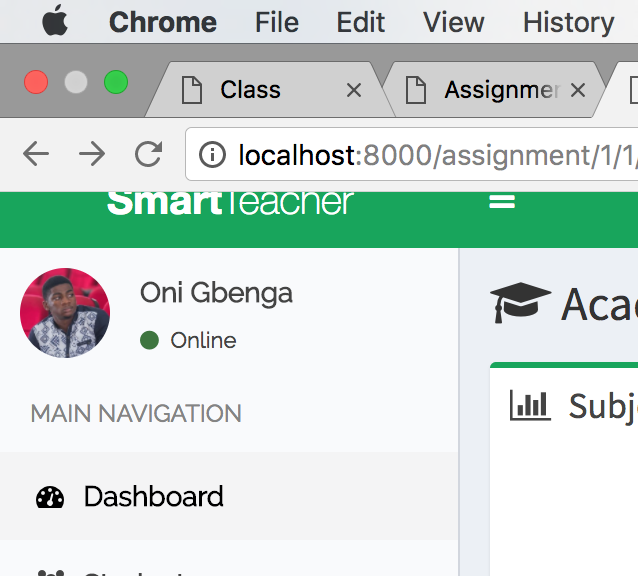 Chrome File Edit View History
Class Assignmen
localhost:8000/assignment/1/1/
SmartTeacher
Oni Gbenga
Online
Aca
MAIN NAVIGATION
Subj
Dashboard